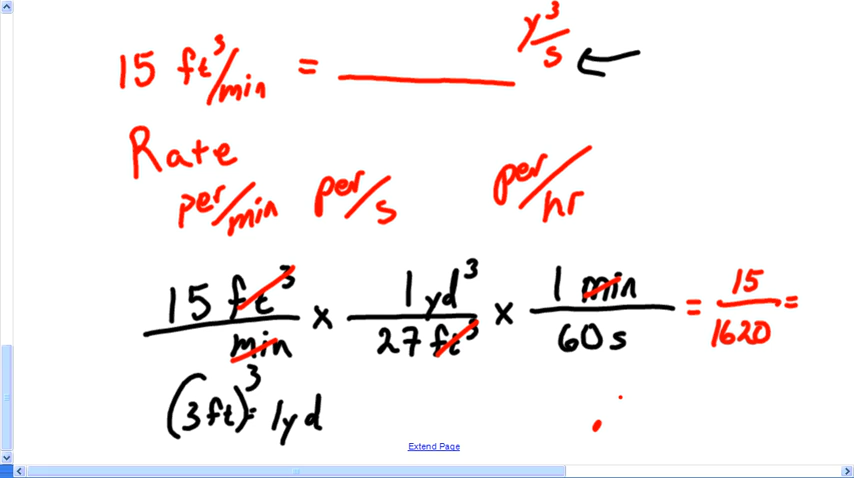 15 ft³/min = ________ y³/s
Rate
per/min per/s per/hr
15 ft³/min x 1 yd³/27 ft³ x 1 min/60 s = 15/1620 =
(3 ft)³ = 1 yd
Extend Page